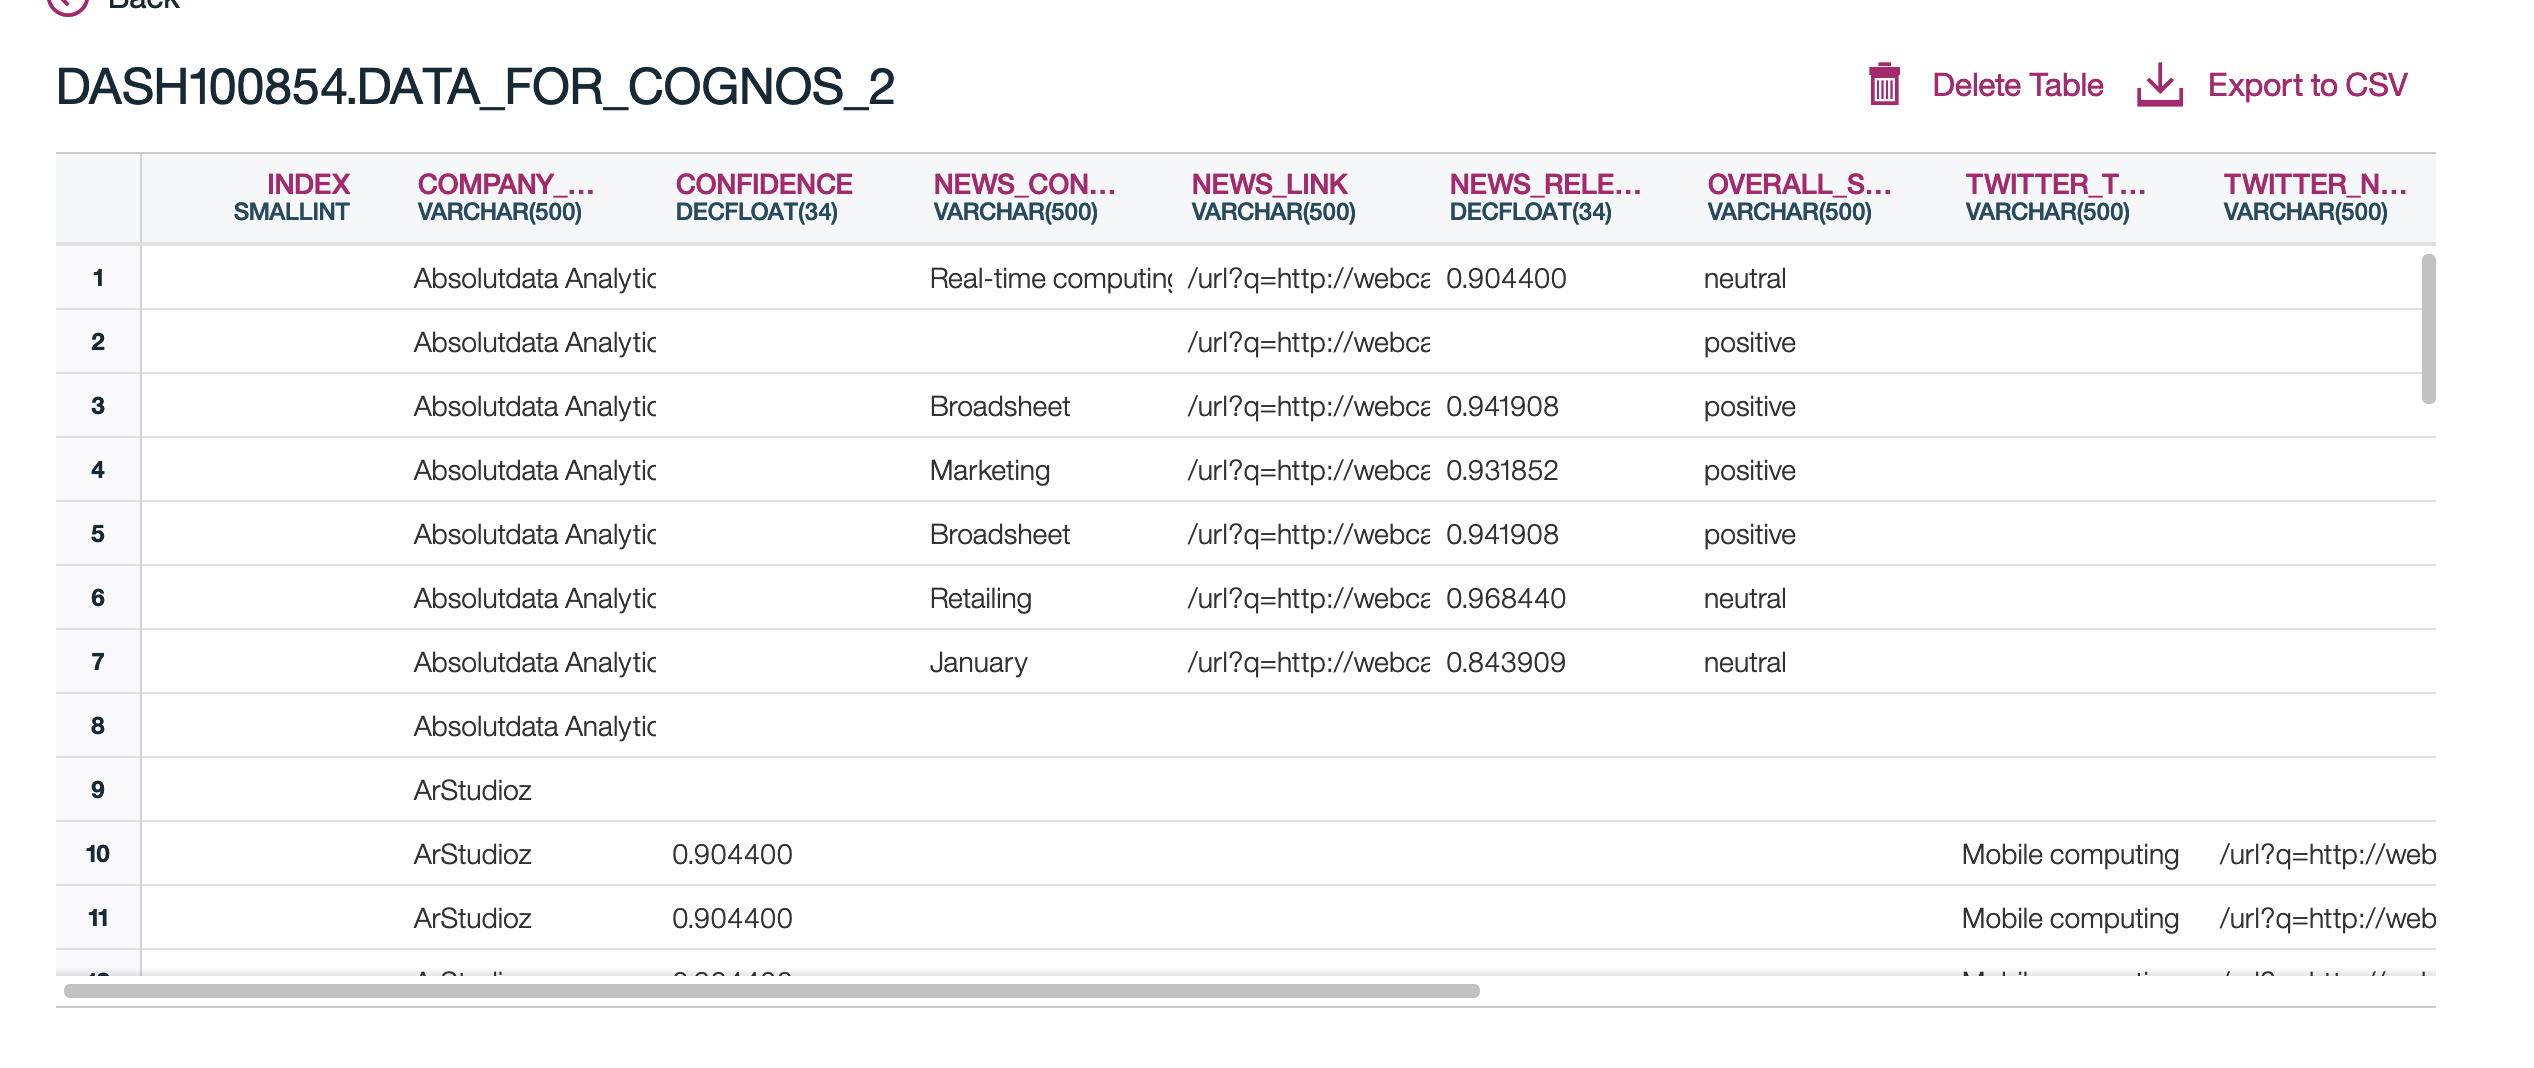 Back
DASH100854.DATA_FOR_COGNOS_2
Delete Table Export to CSV
INDEX COMPANY_... CONFIDENCE NEWS_CON... NEWS_LINK NEWS_RELE... OVERALL_S... TWITTER_T... TWITTER_N...
SMALLINT VARCHAR(500) DECFLOAT(34) VARCHAR(500) VARCHAR(500) DECFLOAT(34) VARCHAR(500) VARCHAR(500) VARCHAR(500)
1 Absolutdata Analytic Real-time computing /url?q=http://webca 0.904400 neutral
2 Absolutdata Analytic /url?q=http://webca positive
3 Absolutdata Analytic Broadsheet /url?q=http://webca 0.941908 positive
4 Absolutdata Analytic Marketing /url?q=http://webca 0.931852 positive
5 Absolutdata Analytic Broadsheet /url?q=http://webca 0.941908 positive
6 Absolutdata Analytic Retailing /url?q=http://webca 0.968440 neutral
7 Absolutdata Analytic January /url?q=http://webca 0.843909 neutral
8 Absolutdata Analytic
9 ArStudioz
10 ArStudioz 0.904400 Mobile computing /url?q=http://web
11 ArStudioz 0.904400 Mobile computing /url?q=http://web